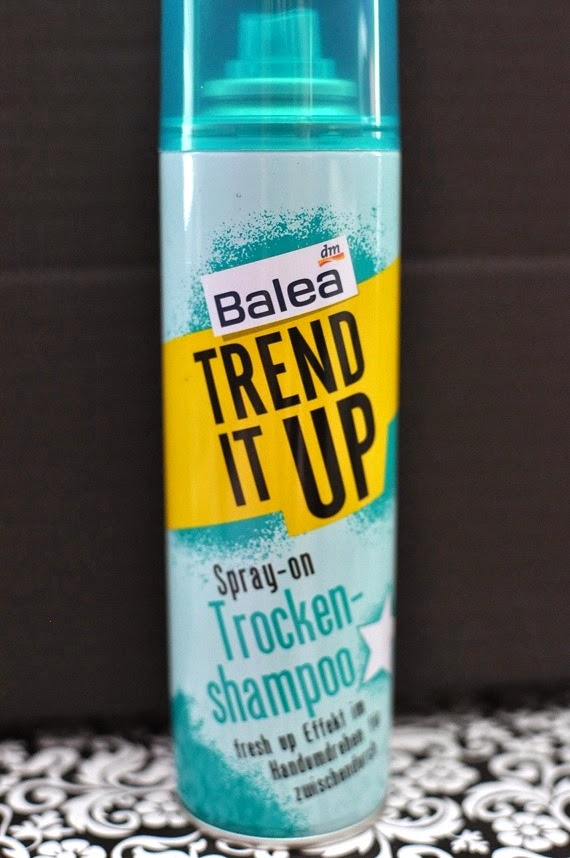 dm
Balea
TREND
IT UP
Spray-on
Trocken-
shampoo
fresh up Effekt im
Handumdrehen für
zwischendurch